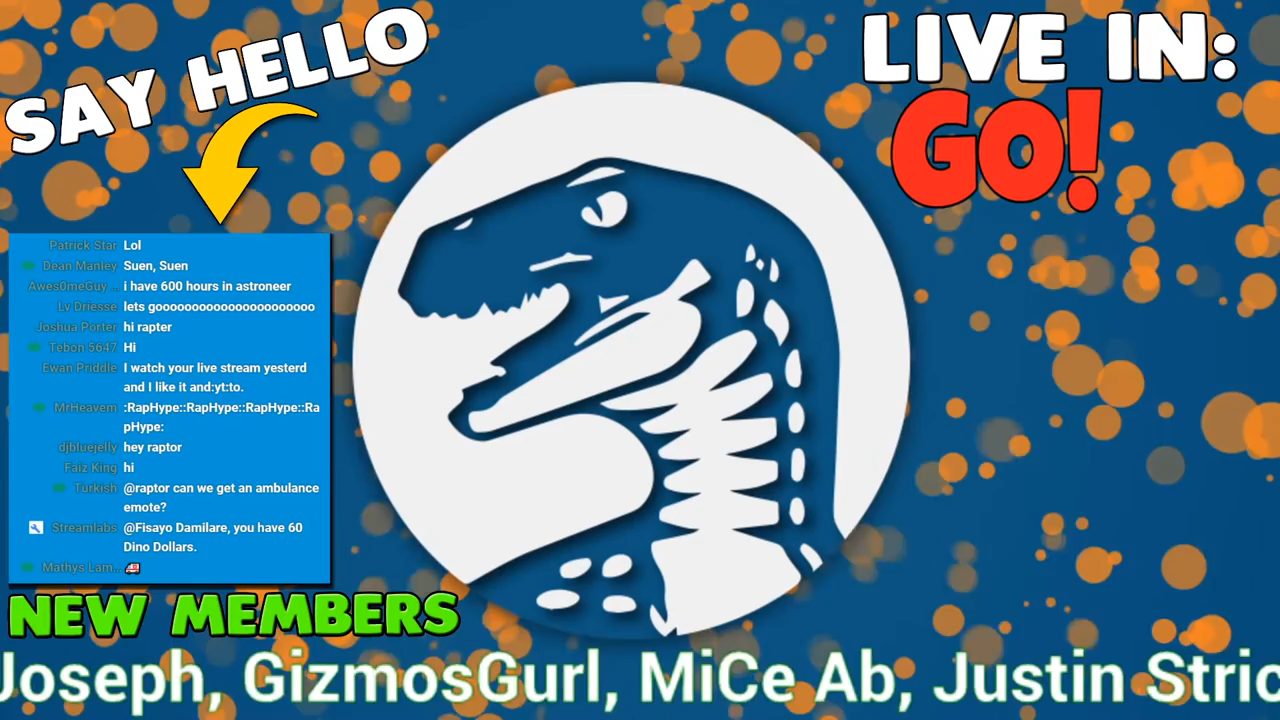 SAY HELLO
LIVE IN:
GO!
Patrick Star Lol
Dean Manley Suen, Suen
Awes0meGuy ... i have 600 hours in astroneer
Lv Driesse lets gooooooooooooooooooooo
Joshua Porter hi rapter
Tebon 5647 Hi
Ewan Priddle I watch your live stream yesterd
and I like it and:yt:to.
MrHeavem :RapHype::RapHype::RapHype::Ra
pHype:
djbluejelly hey raptor
Faiz King hi
Turkish @raptor can we get an ambulance
emote?
Streamlabs @Fisayo Damilare, you have 60
Dino Dollars.
Mathys Lam... 🚑
NEW MEMBERS
Joseph, GizmosGurl, MiCe Ab, Justin Stric